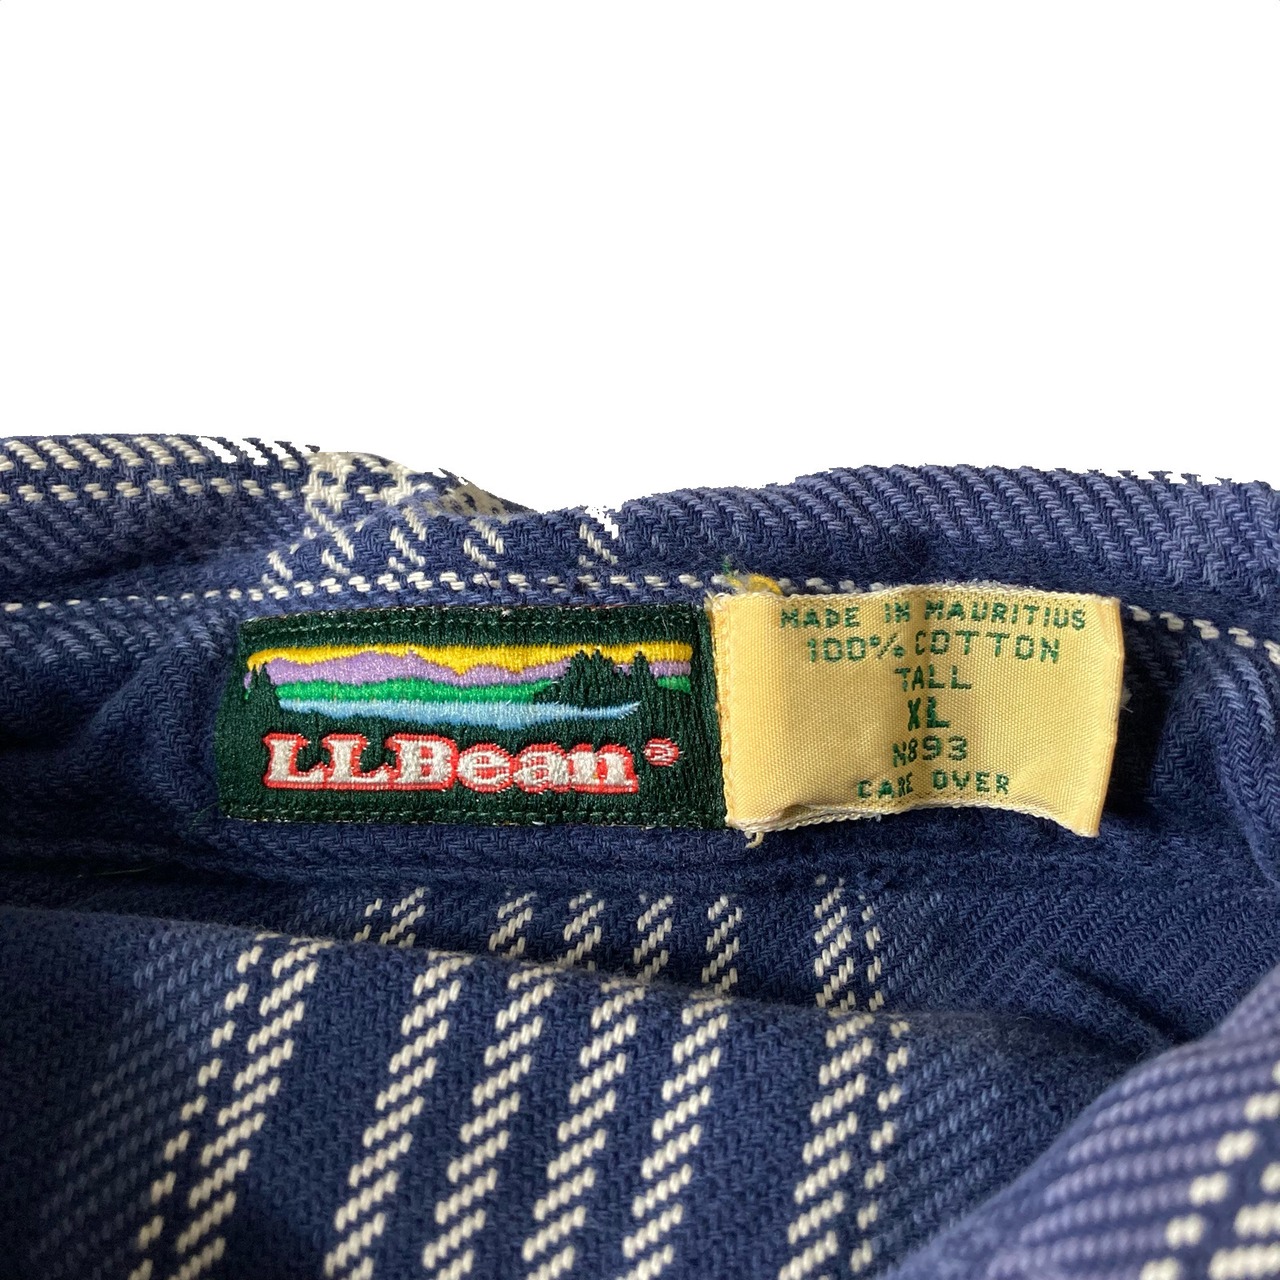 LLBean®
MADE IN MAURITIUS
100% COTTON
TALL
XL
N893
CARE OVER